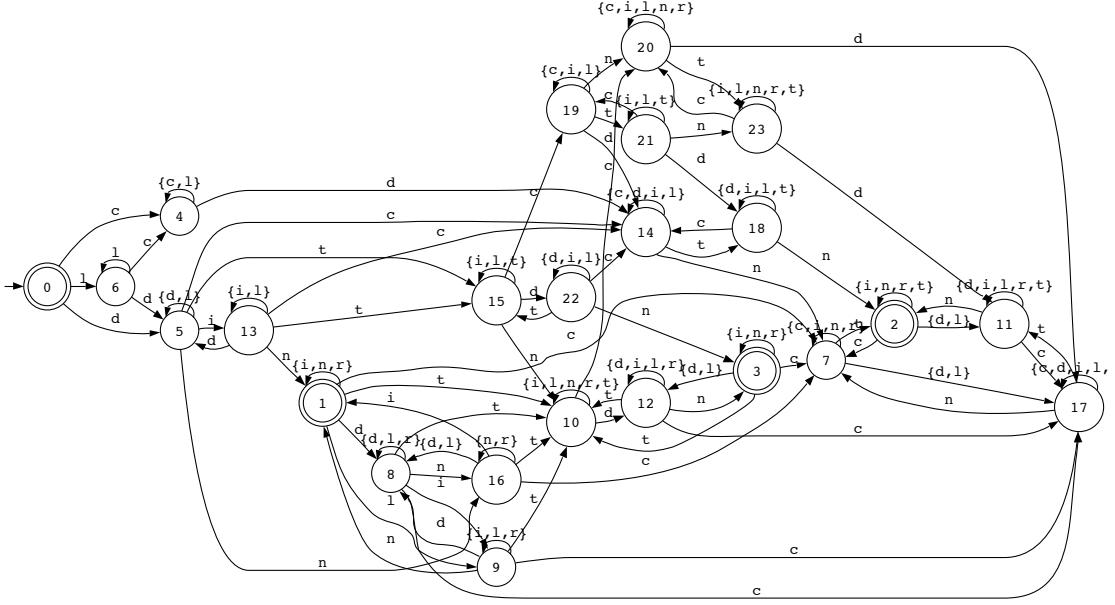 {c,i,l,n,r}
20
d
t
{c,i,l}
n
19
c
{i,l,t}
t
21
{i,l,n,r,t}
c
23
n
d
d
c
d
{c,l}
4
d
c
c
{c,d,i,l}
14
c
t
{d,i,l,t}
18
d
c
c
n
n
t
0
l
l
6
c
d
d
{d,l}
5
i
d
{i,l}
13
t
n
{i,l,t}
15
d
t
{d,i,l}
22
c
n
c
{i,n,r}
1
t
d
i
n
{i,l,n,r,t}
10
t
d
{d,i,l,r}
12
{d,l}
n
{i,n,r}
3
c
t
7
t
c
{i,n,r,t}
2
{d,l}
n
{d,i,l,r,t}
11
t
c
{c,d,i,l,
17
{d,l}
n
c
c
t
{d,l,r}
8
{d,l}
n
i
{n,r}
16
t
l
d
n
n
{i,l,r}
9
t
c
c